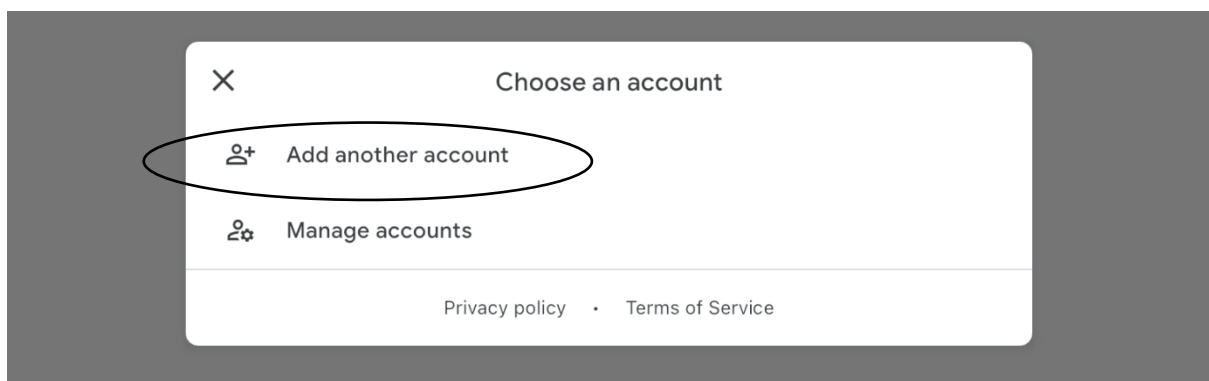 Choose an account
Add another account
Manage accounts
Privacy policy • Terms of Service